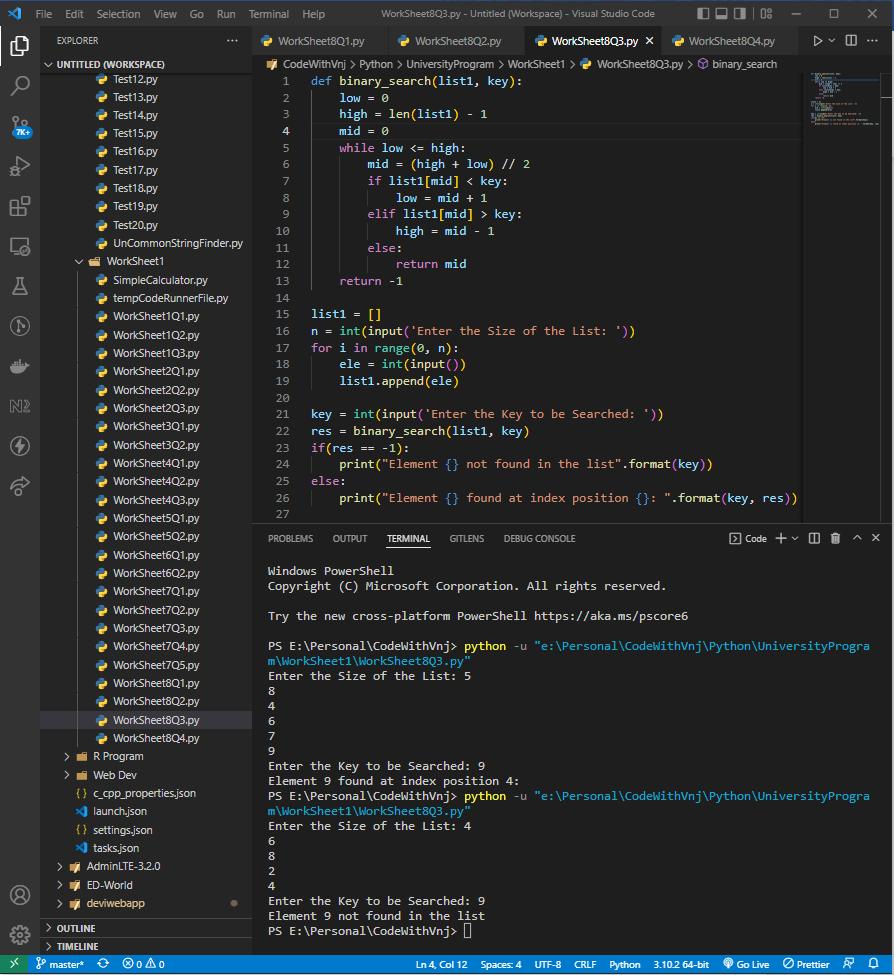 File Edit Selection View Go Run Terminal Help WorkSheet8Q3.py - Untitled (Workspace) - Visual Studio Code
EXPLORER
UNTITLED (WORKSPACE)
Test12.py
Test13.py
Test14.py
Test15.py
Test16.py
Test17.py
Test18.py
Test19.py
Test20.py
UnCommonStringFinder.py
WorkSheet1
SimpleCalculator.py
tempCodeRunnerFile.py
WorkSheet1Q1.py
WorkSheet1Q2.py
WorkSheet1Q3.py
WorkSheet2Q1.py
WorkSheet2Q2.py
WorkSheet2Q3.py
WorkSheet3Q1.py
WorkSheet3Q2.py
WorkSheet4Q1.py
WorkSheet4Q2.py
WorkSheet4Q3.py
WorkSheet5Q1.py
WorkSheet5Q2.py
WorkSheet6Q1.py
WorkSheet6Q2.py
WorkSheet7Q1.py
WorkSheet7Q2.py
WorkSheet7Q3.py
WorkSheet7Q4.py
WorkSheet7Q5.py
WorkSheet8Q1.py
WorkSheet8Q2.py
WorkSheet8Q3.py
WorkSheet8Q4.py
R Program
Web Dev
{} c_cpp_properties.json
launch.json
{} settings.json
tasks.json
AdminLTE-3.2.0
ED-World
deviwebapp
OUTLINE
TIMELINE
7K+
WorkSheet8Q1.py WorkSheet8Q2.py WorkSheet8Q3.py WorkSheet8Q4.py
CodeWithVnj > Python > UniversityProgram > WorkSheet1 > WorkSheet8Q3.py > binary_search
1 def binary_search(list1, key):
2 low = 0
3 high = len(list1) - 1
4 mid = 0
5 while low <= high:
6 mid = (high + low) // 2
7 if list1[mid] < key:
8 low = mid + 1
9 elif list1[mid] > key:
10 high = mid - 1
11 else:
12 return mid
13 return -1
14
15 list1 = []
16 n = int(input('Enter the Size of the List: '))
17 for i in range(0, n):
18 ele = int(input())
19 list1.append(ele)
20
21 key = int(input('Enter the Key to be Searched: '))
22 res = binary_search(list1, key)
23 if(res == -1):
24 print("Element {} not found in the list".format(key))
25 else:
26 print("Element {} found at index position {}: ".format(key, res))
27
PROBLEMS OUTPUT TERMINAL GITLENS DEBUG CONSOLE Code
Windows PowerShell
Copyright (C) Microsoft Corporation. All rights reserved.
Try the new cross-platform PowerShell https://aka.ms/pscore6
PS E:\Personal\CodeWithVnj> python -u "e:\Personal\CodeWithVnj\Python\UniversityProgra
m\WorkSheet1\WorkSheet8Q3.py"
Enter the Size of the List: 5
8
4
6
7
9
Enter the Key to be Searched: 9
Element 9 found at index position 4:
PS E:\Personal\CodeWithVnj> python -u "e:\Personal\CodeWithVnj\Python\UniversityProgra
m\WorkSheet1\WorkSheet8Q3.py"
Enter the Size of the List: 4
6
8
2
4
Enter the Key to be Searched: 9
Element 9 not found in the list
PS E:\Personal\CodeWithVnj>
master* 0 0 Ln 4, Col 12 Spaces: 4 UTF-8 CRLF Python 3.10.2 64-bit Go Live Prettier